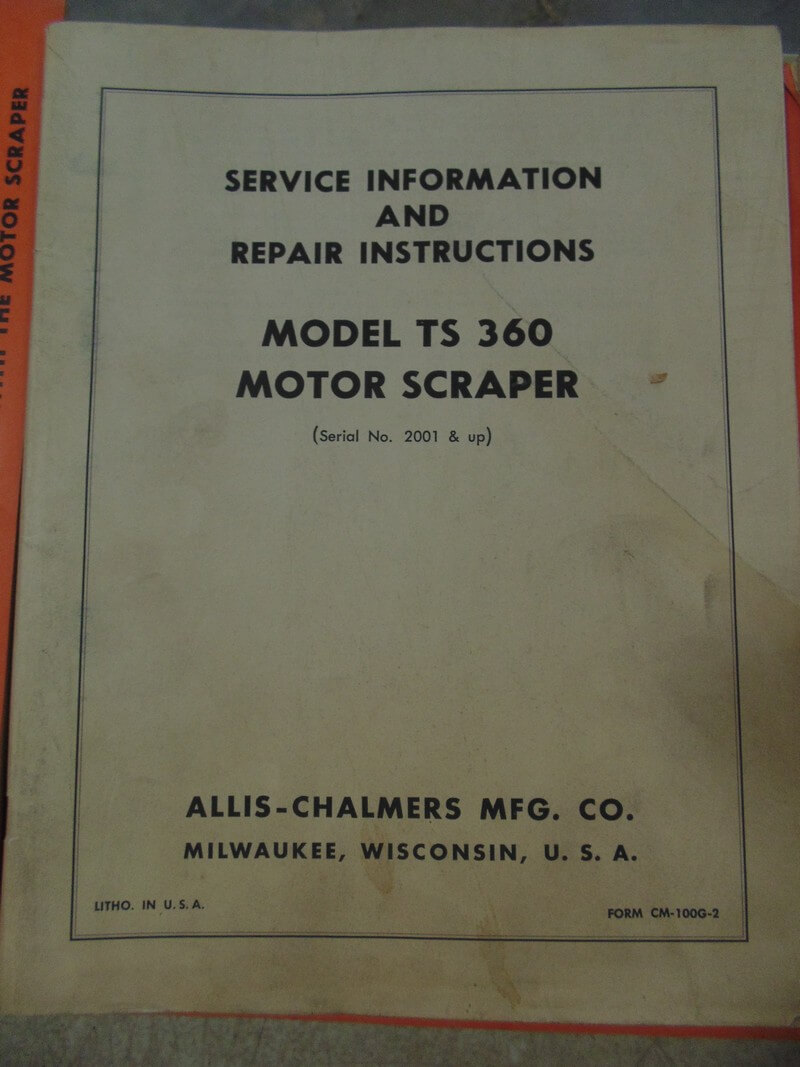 SERVICE INFORMATION
AND
REPAIR INSTRUCTIONS
MODEL TS 360
MOTOR SCRAPER
(Serial No. 2001 & up)
ALLIS-CHALMERS MFG. CO.
MILWAUKEE, WISCONSIN, U. S. A.
LITHO. IN U. S. A.
FORM CM-100G-2
THE MOTOR SCRAPER